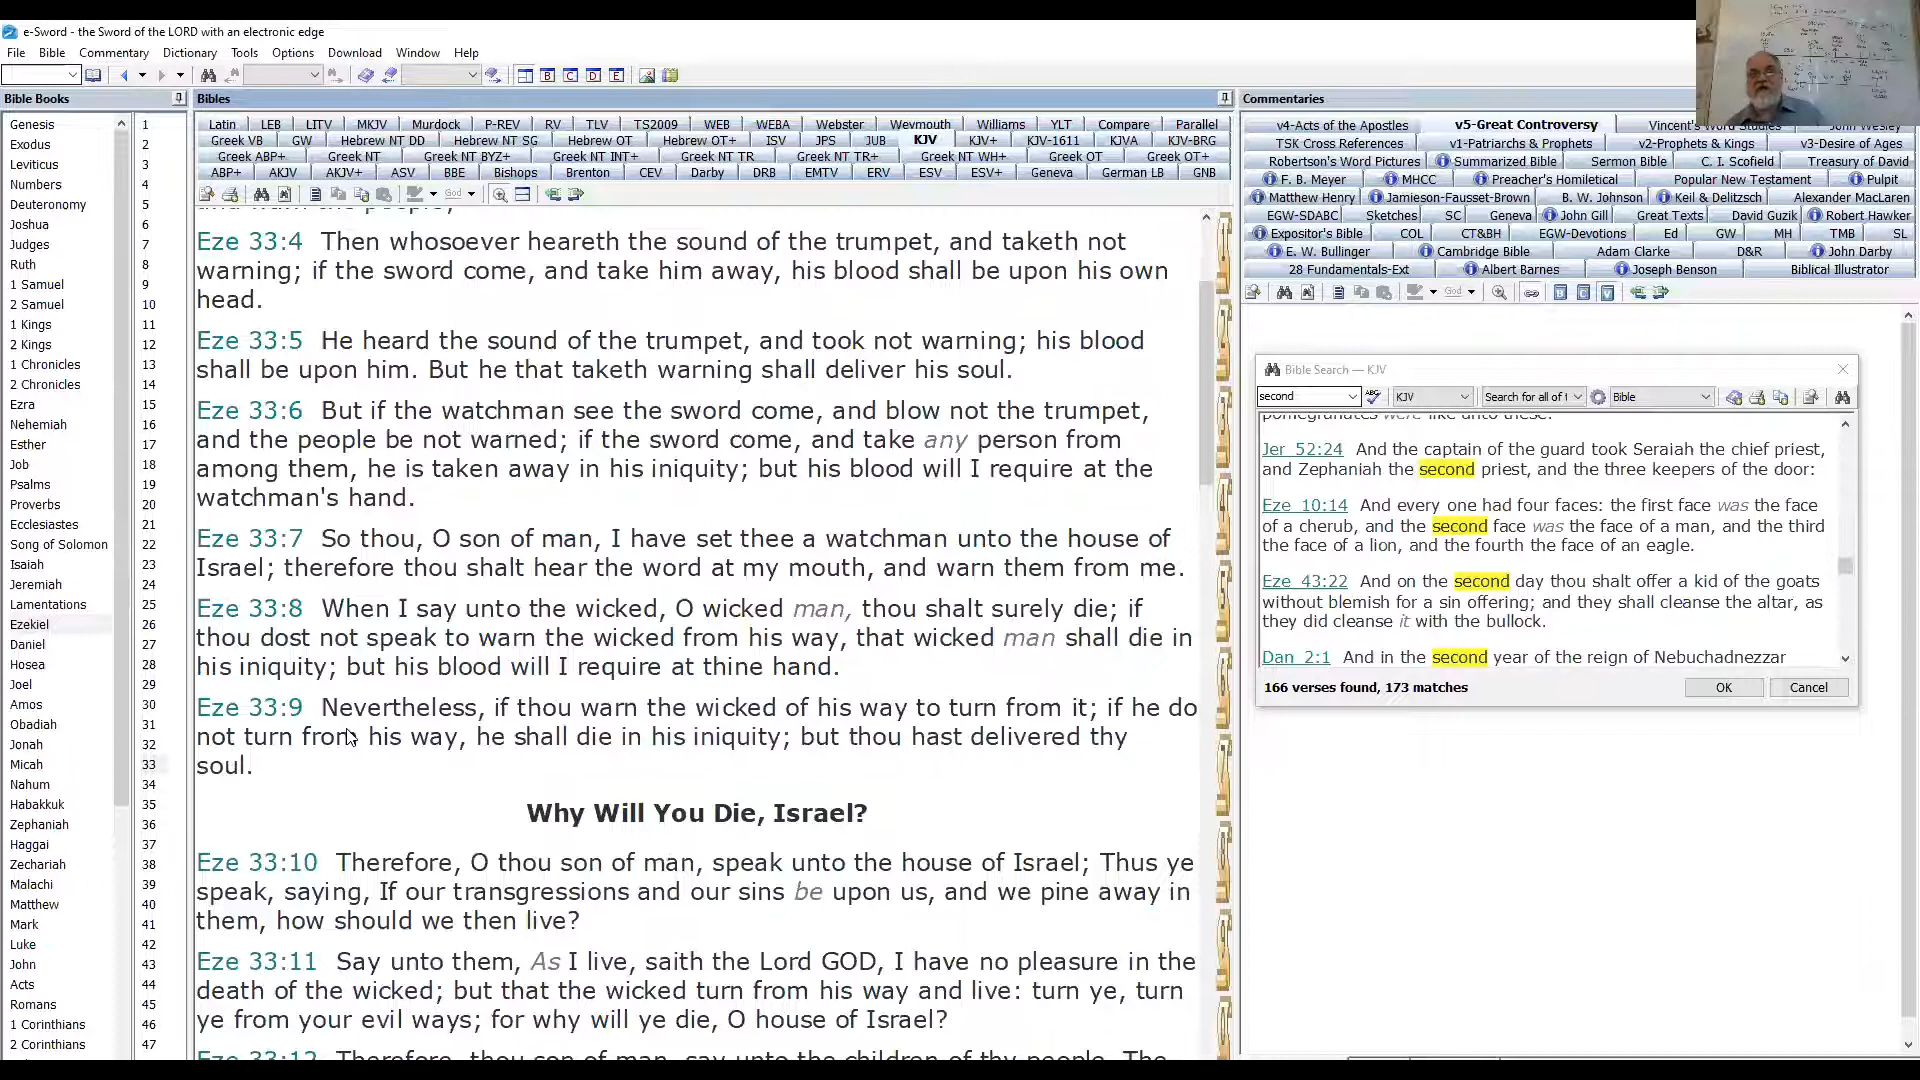 e-Sword - the Sword of the LORD with an electronic edge
File Bible Commentary Dictionary Tools Options Download Window Help
Bible Books
Genesis
Exodus
Leviticus
Numbers
Deuteronomy
Joshua
Judges
Ruth
1 Samuel
2 Samuel
1 Kings
2 Kings
1 Chronicles
2 Chronicles
Ezra
Nehemiah
Esther
Job
Psalms
Proverbs
Ecclesiastes
Song of Solomon
Isaiah
Jeremiah
Lamentations
Ezekiel
Daniel
Hosea
Joel
Amos
Obadiah
Jonah
Micah
Nahum
Habakkuk
Zephaniah
Haggai
Zechariah
Malachi
Matthew
Mark
Luke
John
Acts
Romans
1 Corinthians
2 Corinthians
1
2
3
4
5
6
7
8
9
10
11
12
13
14
15
16
17
18
19
20
21
22
23
24
25
26
27
28
29
30
31
32
33
34
35
36
37
38
39
40
41
42
43
44
45
46
47
Bibles
Latin LEB LITV MKJV Murdock P-REV RV TLV TS2009 WEB WEBA Webster Weymouth Williams YLT Compare Parallel
Greek VB GW Hebrew NT DD Hebrew NT SG Hebrew OT Hebrew OT+ ISV JPS JUB KJV KJV+ KJV-1611 KJVA KJV-BRG
Greek ABP+ Greek NT Greek NT BYZ+ Greek NT INT+ Greek NT TR Greek NT TR+ Greek NT WH+ Greek OT Greek OT+
ABP+ AKJV AKJV+ ASV BBE Bishops Brenton CEV Darby DRB EMTV ERV ESV ESV+ Geneva German LB GNB
God
and warn the people;
Eze 33:4 Then whosoever heareth the sound of the trumpet, and taketh not
warning; if the sword come, and take him away, his blood shall be upon his own
head.
Eze 33:5 He heard the sound of the trumpet, and took not warning; his blood
shall be upon him. But he that taketh warning shall deliver his soul.
Eze 33:6 But if the watchman see the sword come, and blow not the trumpet,
and the people be not warned; if the sword come, and take any person from
among them, he is taken away in his iniquity; but his blood will I require at the
watchman's hand.
Eze 33:7 So thou, O son of man, I have set thee a watchman unto the house of
Israel; therefore thou shalt hear the word at my mouth, and warn them from me.
Eze 33:8 When I say unto the wicked, O wicked man, thou shalt surely die; if
thou dost not speak to warn the wicked from his way, that wicked man shall die in
his iniquity; but his blood will I require at thine hand.
Eze 33:9 Nevertheless, if thou warn the wicked of his way to turn from it; if he do
not turn from his way, he shall die in his iniquity; but thou hast delivered thy
soul.
Why Will You Die, Israel?
Eze 33:10 Therefore, O thou son of man, speak unto the house of Israel; Thus ye
speak, saying, If our transgressions and our sins be upon us, and we pine away in
them, how should we then live?
Eze 33:11 Say unto them, As I live, saith the Lord GOD, I have no pleasure in the
death of the wicked; but that the wicked turn from his way and live: turn ye, turn
ye from your evil ways; for why will ye die, O house of Israel?
Eze 33:12 Therefore, thou son of man, say unto the children of thy people, The
Commentaries
v4-Acts of the Apostles v5-Great Controversy Vincent's Word Studies John Wesley
TSK Cross References v1-Patriarchs & Prophets v2-Prophets & Kings v3-Desire of Ages
Robertson's Word Pictures Summarized Bible Sermon Bible C. I. Scofield Treasury of David
F. B. Meyer MHCC Preacher's Homiletical Popular New Testament Pulpit
Matthew Henry Jamieson-Fausset-Brown B. W. Johnson Keil & Delitzsch Alexander MacLaren
EGW-SDABC Sketches SC Geneva John Gill Great Texts David Guzik Robert Hawker
Expositor's Bible COL CT&BH EGW-Devotions Ed GW MH TMB SL
E. W. Bullinger Cambridge Bible Adam Clarke D&R John Darby
28 Fundamentals-Ext Albert Barnes Joseph Benson Biblical Illustrator
God
Bible Search — KJV
second KJV Search for all of t Bible
pomegranates were like unto these.
Jer 52:24 And the captain of the guard took Seraiah the chief priest,
and Zephaniah the second priest, and the three keepers of the door:
Eze 10:14 And every one had four faces: the first face was the face
of a cherub, and the second face was the face of a man, and the third
the face of a lion, and the fourth the face of an eagle.
Eze 43:22 And on the second day thou shalt offer a kid of the goats
without blemish for a sin offering; and they shall cleanse the altar, as
they did cleanse it with the bullock.
Dan 2:1 And in the second year of the reign of Nebuchadnezzar
166 verses found, 173 matches
OK Cancel